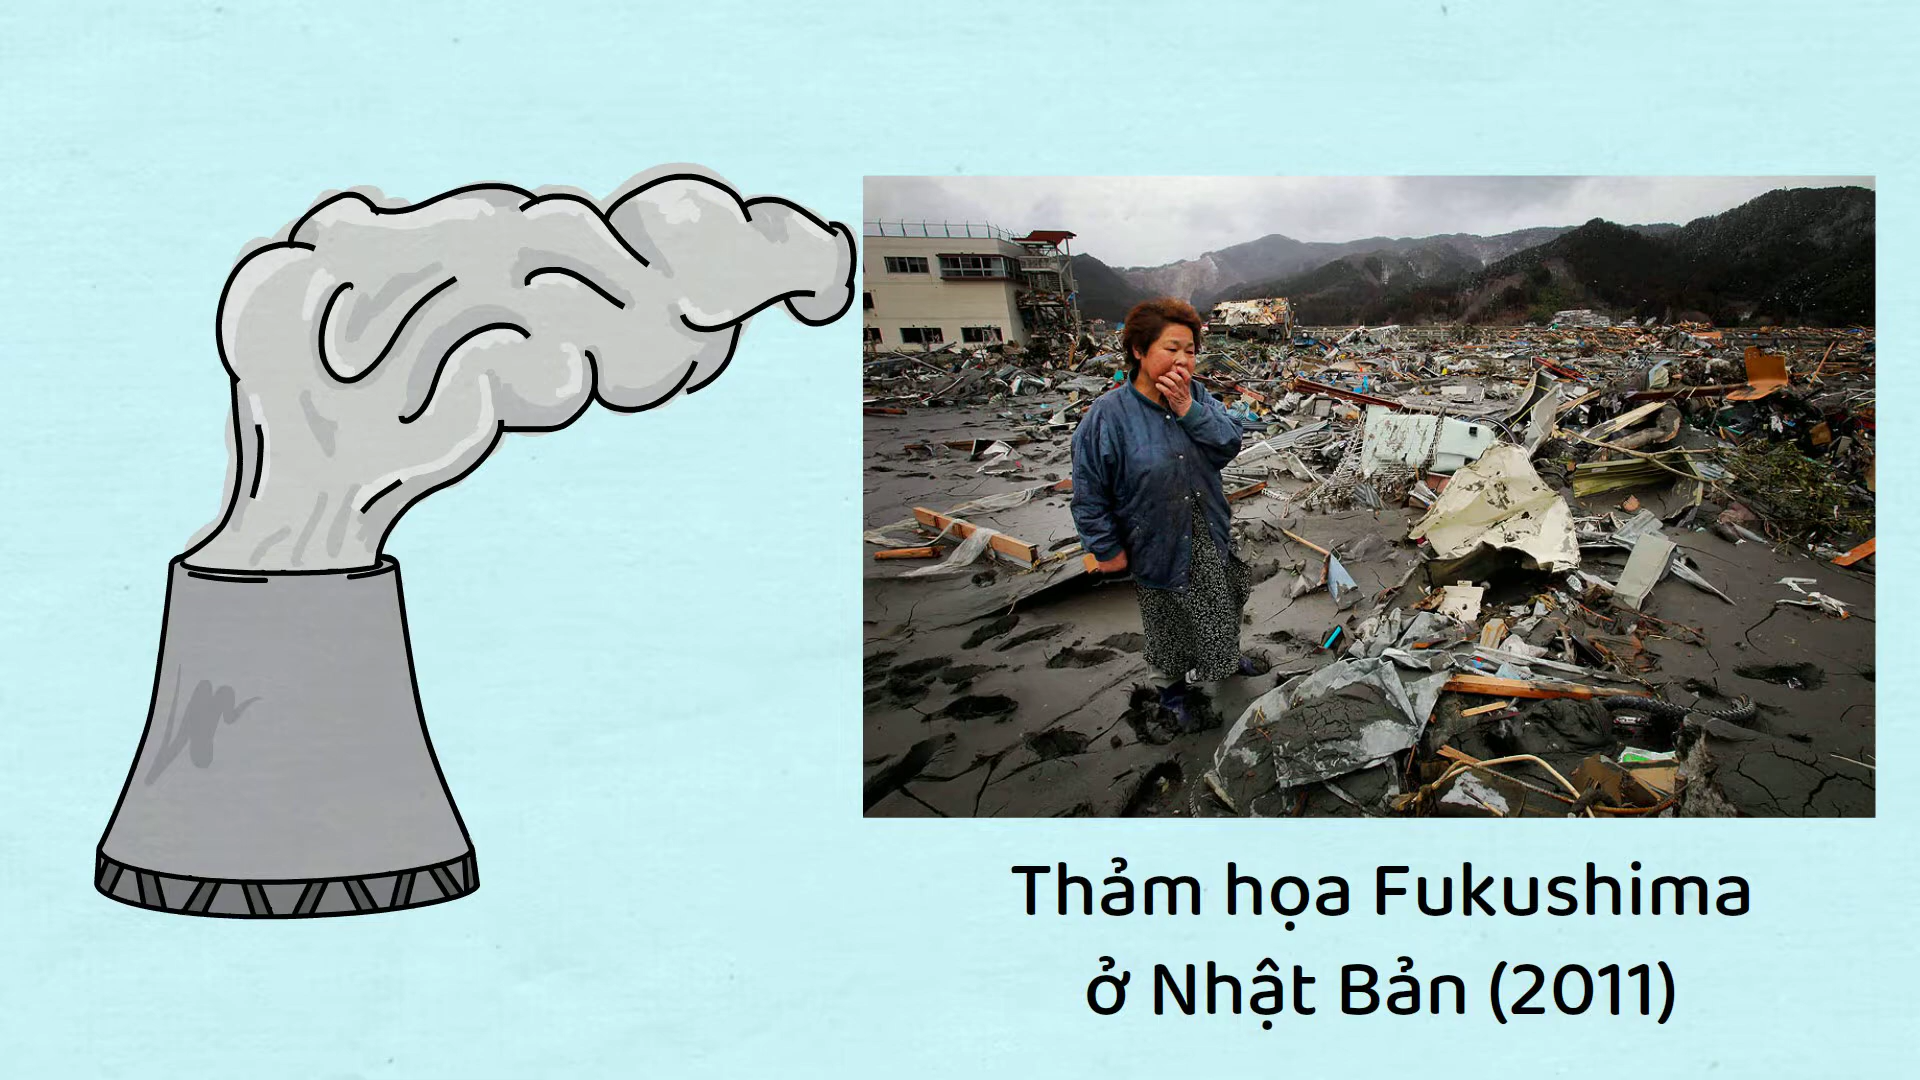 Thảm họa Fukushima
ở Nhật Bản (2011)